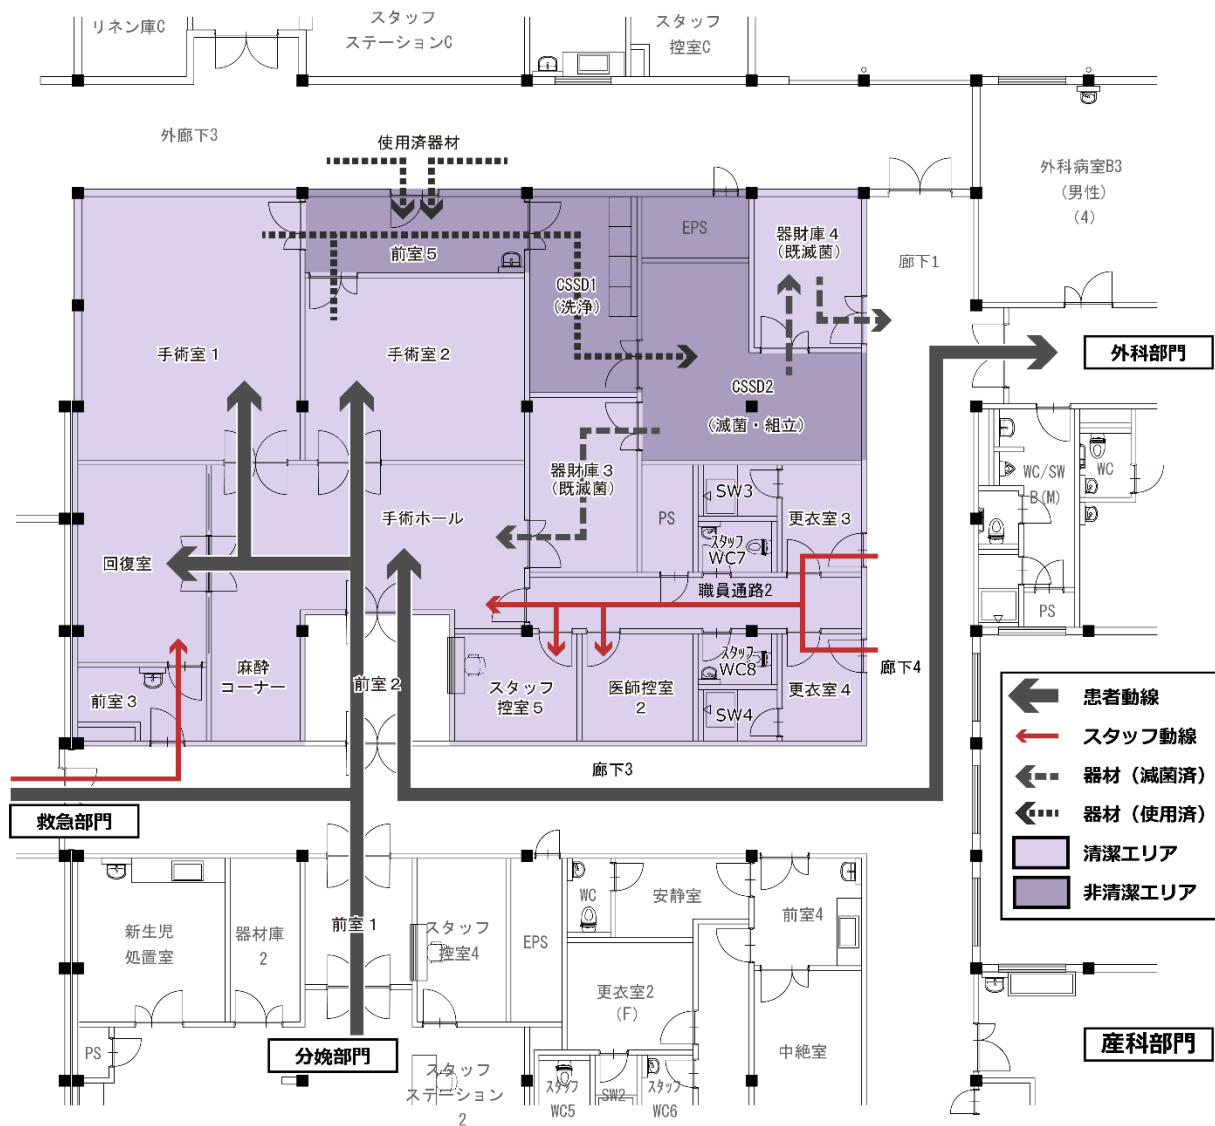 リネン庫C
スタッフ
ステーションC
スタッフ
控室C
外廊下3
使用済器材
外科病室B3
(男性)
(4)
前室5
EPS
器財庫4
(既滅菌)
廊下1
CSSD1
(洗浄)
手術室1
手術室2
外科部門
CSSD2
(滅菌・組立)
器財庫3
(既滅菌)
SW3
WC/SW
B(M)
WC
手術ホール
PS
更衣室3
スタッフ
WC7
回復室
職員通路2
PS
麻酔
コーナー
前室2
前室3
スタッフ
控室5
医師控室
2
スタッフ
WC8
SW4
更衣室4
廊下4
患者動線
スタッフ動線
器材(滅菌済)
器材(使用済)
清潔エリア
非清潔エリア
廊下3
救急部門
新生児
処置室
器材庫
2
前室1
スタッフ
控室4
EPS
WC
安静室
前室4
更衣室2
(F)
PS
分娩部門
中絶室
産科部門
スタッフ
ステーション
2
スタッフ
WC5
SW2
スタッフ
WC6